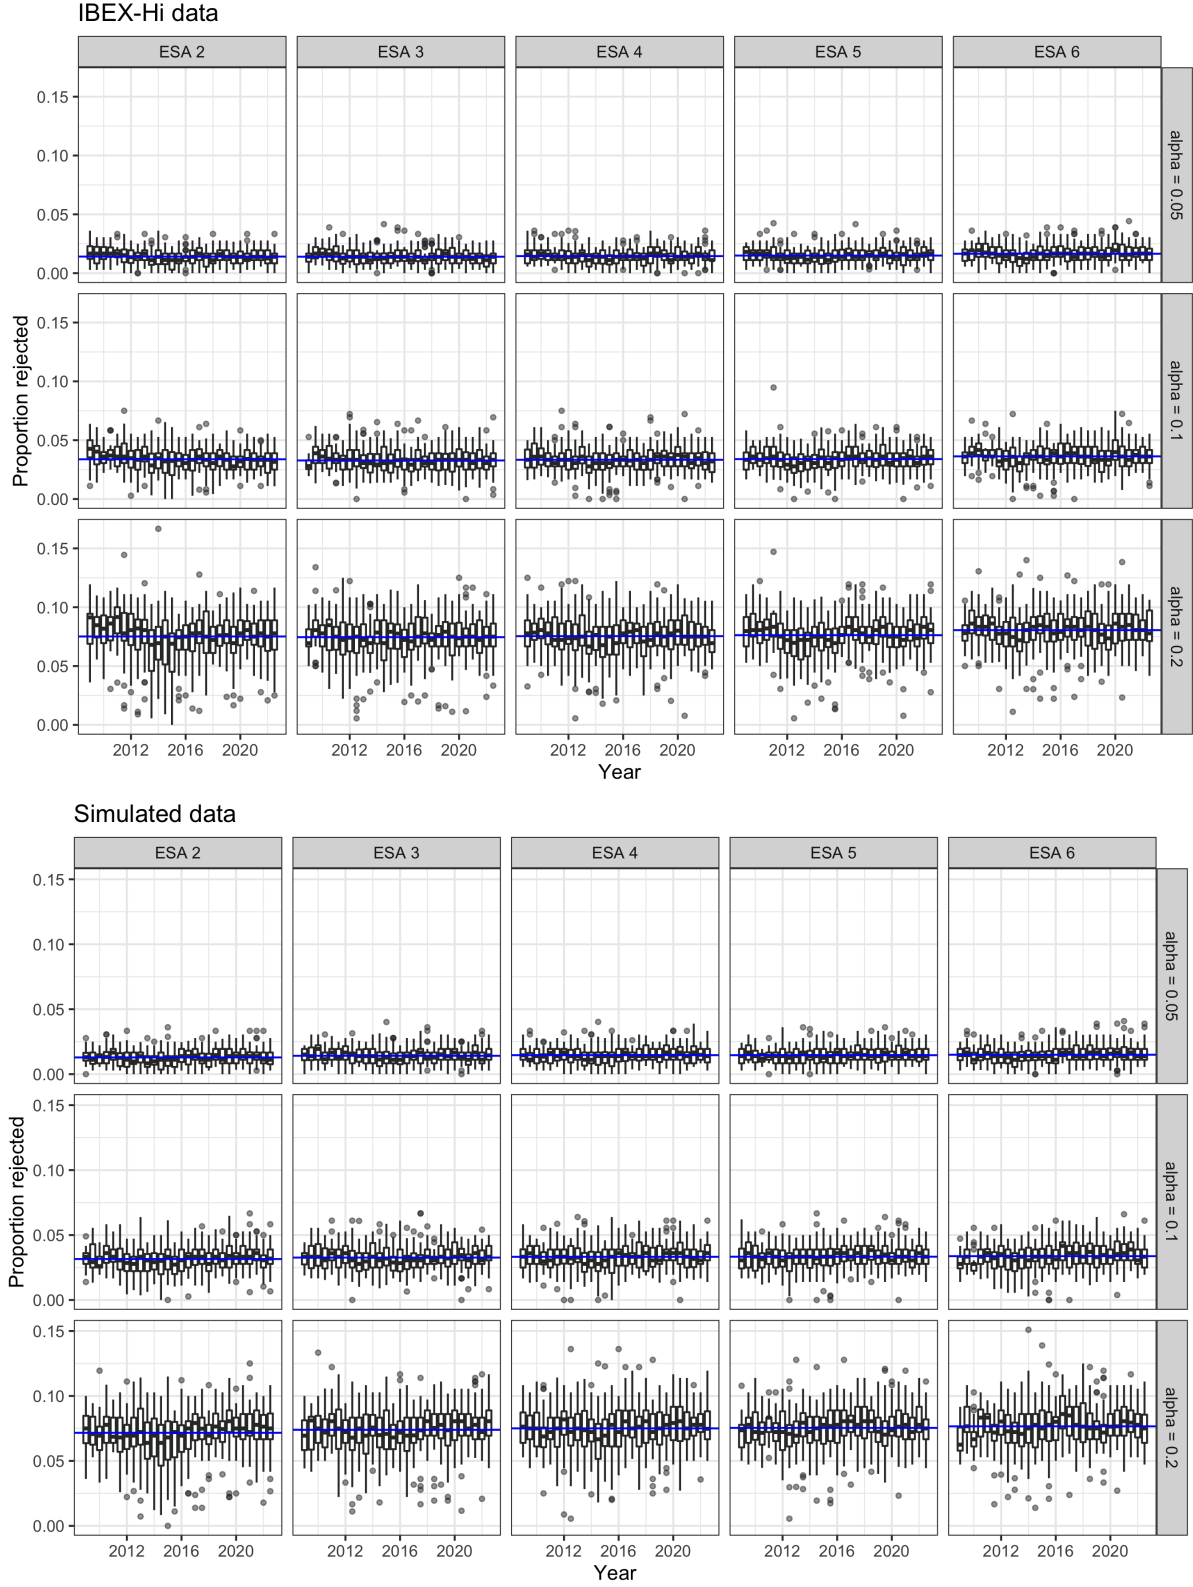 IBEX-Hi data
ESA 2 ESA 3 ESA 4 ESA 5 ESA 6
0.15
0.10
0.05
0.00
alpha = 0.05
0.15
0.10
0.05
0.00
alpha = 0.1
0.15
0.10
0.05
0.00
alpha = 0.2
Proportion rejected
2012 2016 2020 2012 2016 2020 2012 2016 2020 2012 2016 2020 2012 2016 2020
Year
Simulated data
ESA 2 ESA 3 ESA 4 ESA 5 ESA 6
0.15
0.10
0.05
0.00
alpha = 0.05
0.15
0.10
0.05
0.00
alpha = 0.1
0.15
0.10
0.05
0.00
alpha = 0.2
Proportion rejected
2012 2016 2020 2012 2016 2020 2012 2016 2020 2012 2016 2020 2012 2016 2020
Year